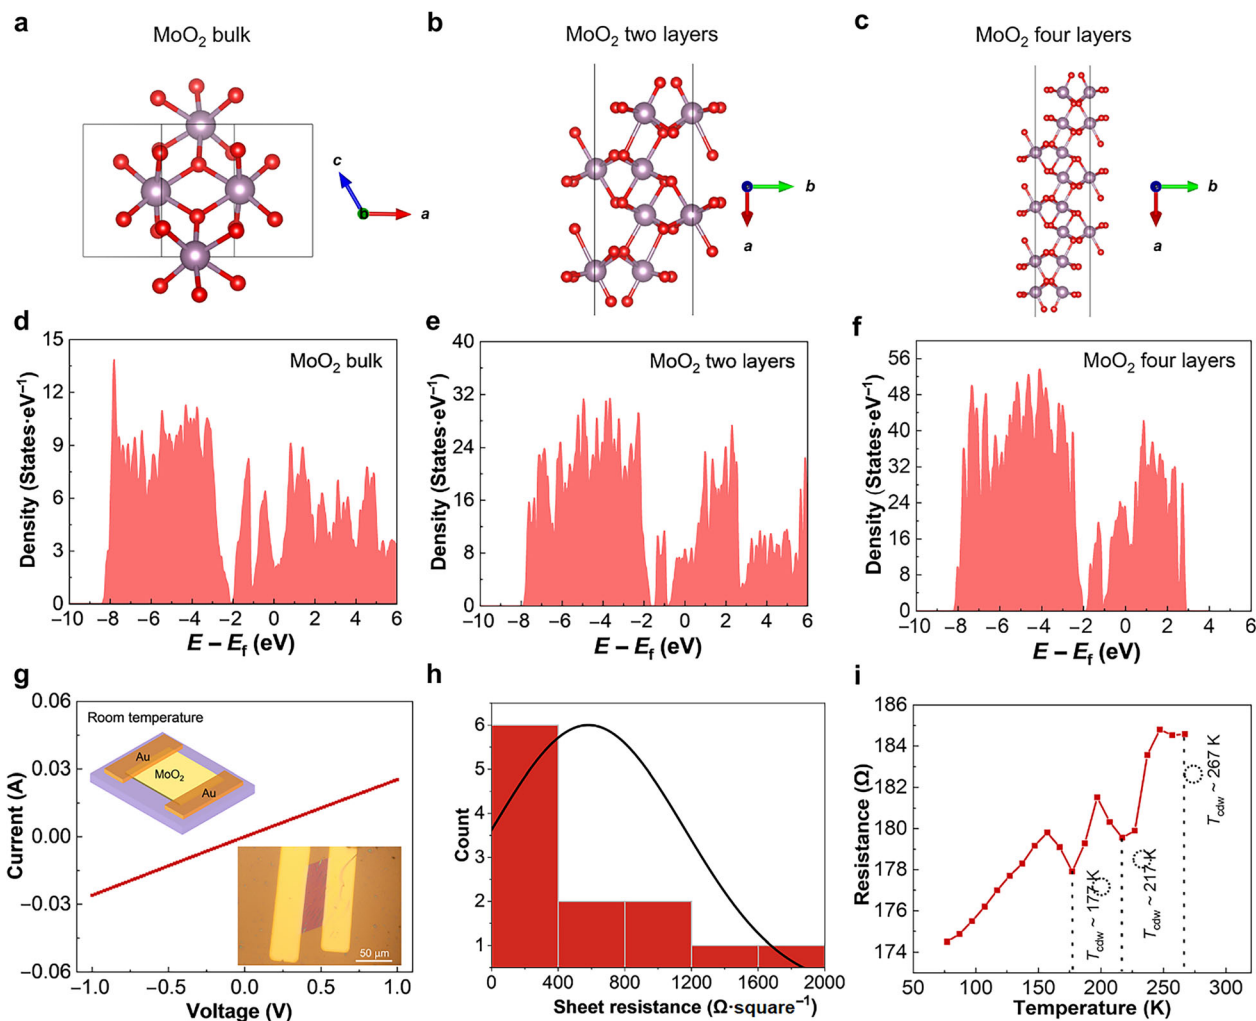 a
MoO₂ bulk
b
MoO₂ two layers
c
MoO₂ four layers
c
b
a
b
a
b
a
d
MoO₂ bulk
Density (States·eV⁻¹)
15
12
9
6
3
0
−10
−8
−6
−4
−2
0
2
4
6
E − E_f (eV)
e
MoO₂ two layers
Density (States·eV⁻¹)
40
32
24
16
8
0
−10
−8
−6
−4
−2
0
2
4
6
E − E_f (eV)
f
MoO₂ four layers
Density (States·eV⁻¹)
56
48
40
32
24
16
8
0
−10
−8
−6
−4
−2
0
2
4
6
E − E_f (eV)
g
Room temperature
Au
MoO₂
Au
50 µm
Current (A)
0.06
0.03
0.00
−0.03
−0.06
−1.0
−0.5
0.0
0.5
1.0
Voltage (V)
h
Count
6
5
4
3
2
1
0
400
800
1200
1600
2000
Sheet resistance (Ω·square⁻¹)
i
Resistance (Ω)
186
184
182
180
178
176
174
T_cdw ~ 177 K
T_cdw ~ 217 K
T_cdw ~ 267 K
50
100
150
200
250
300
Temperature (K)